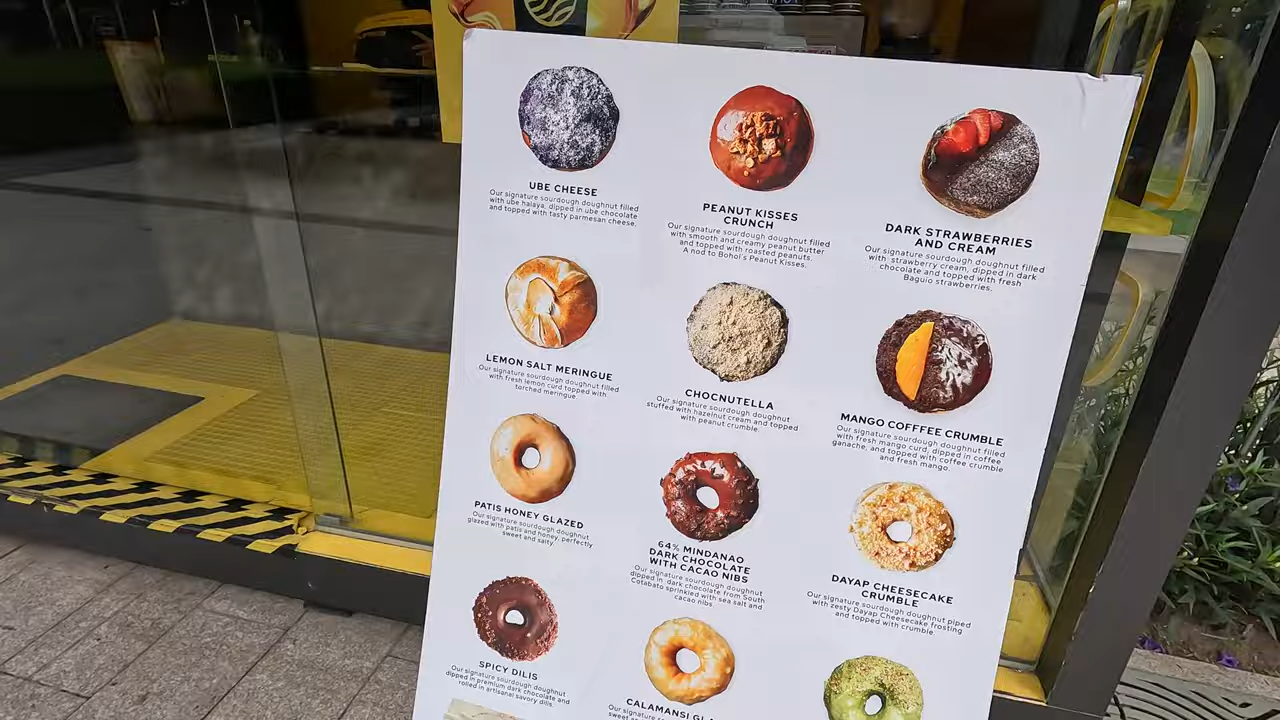 UBE CHEESE
Our signature sourdough doughnut filled
with ube halaya, dipped in ube chocolate
and topped with tasty parmesan cheese.
PEANUT KISSES
CRUNCH
Our signature sourdough doughnut filled
with smooth and creamy peanut butter
and topped with roasted peanuts.
A nod to Bohol's Peanut Kisses.
DARK STRAWBERRIES
AND CREAM
Our signature sourdough doughnut filled
with strawberry cream, dipped in dark
chocolate and topped with fresh
Baguio strawberries.
LEMON SALT MERINGUE
Our signature sourdough doughnut filled
with fresh lemon curd topped with
torched meringue.
CHOCNUTELLA
Our signature sourdough doughnut
stuffed with hazelnut cream and topped
with peanut crumble.
MANGO COFFFEE CRUMBLE
Our signature sourdough doughnut filled
with fresh mango curd, dipped in coffee
ganache, and topped with coffee crumble
and fresh mango.
PATIS HONEY GLAZED
Our signature sourdough doughnut
glazed with patis and honey, perfectly
sweet and salty.
64% MINDANAO
DARK CHOCOLATE
WITH CACAO NIBS
Our signature sourdough doughnut
dipped in dark chocolate from South
Cotabato sprinkled with sea salt and
cacao nibs.
DAYAP CHEESECAKE
CRUMBLE
Our signature sourdough doughnut piped
with zesty Dayap Cheesecake frosting
and topped with crumble.
SPICY DILIS
Our signature sourdough doughnut
dipped in premium dark chocolate and
rolled in artisanal savory dilis.
CALAMANSI
Our signature sourdough